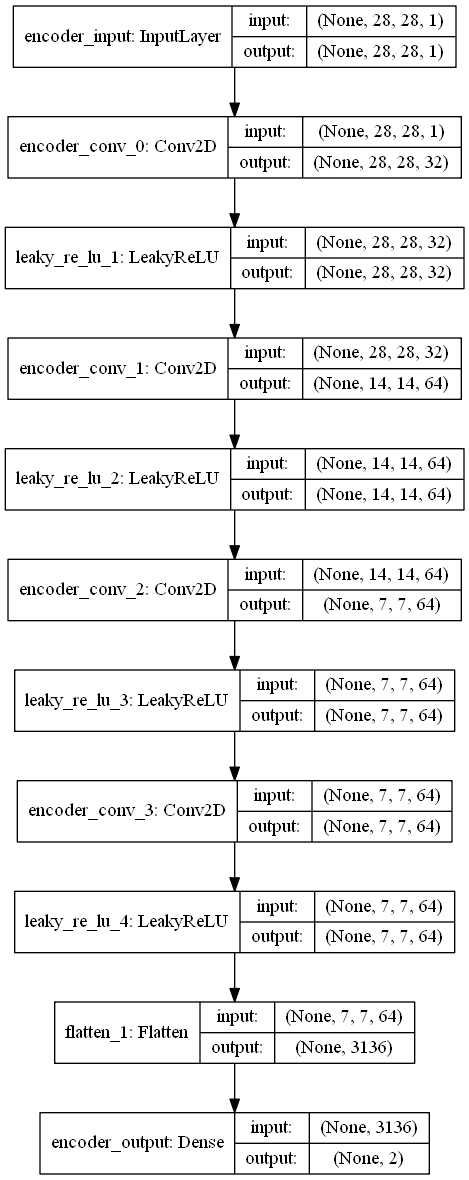 encoder_input: InputLayer
input: (None, 28, 28, 1)
output: (None, 28, 28, 1)
encoder_conv_0: Conv2D
input: (None, 28, 28, 1)
output: (None, 28, 28, 32)
leaky_re_lu_1: LeakyReLU
input: (None, 28, 28, 32)
output: (None, 28, 28, 32)
encoder_conv_1: Conv2D
input: (None, 28, 28, 32)
output: (None, 14, 14, 64)
leaky_re_lu_2: LeakyReLU
input: (None, 14, 14, 64)
output: (None, 14, 14, 64)
encoder_conv_2: Conv2D
input: (None, 14, 14, 64)
output: (None, 7, 7, 64)
leaky_re_lu_3: LeakyReLU
input: (None, 7, 7, 64)
output: (None, 7, 7, 64)
encoder_conv_3: Conv2D
input: (None, 7, 7, 64)
output: (None, 7, 7, 64)
leaky_re_lu_4: LeakyReLU
input: (None, 7, 7, 64)
output: (None, 7, 7, 64)
flatten_1: Flatten
input: (None, 7, 7, 64)
output: (None, 3136)
encoder_output: Dense
input: (None, 3136)
output: (None, 2)